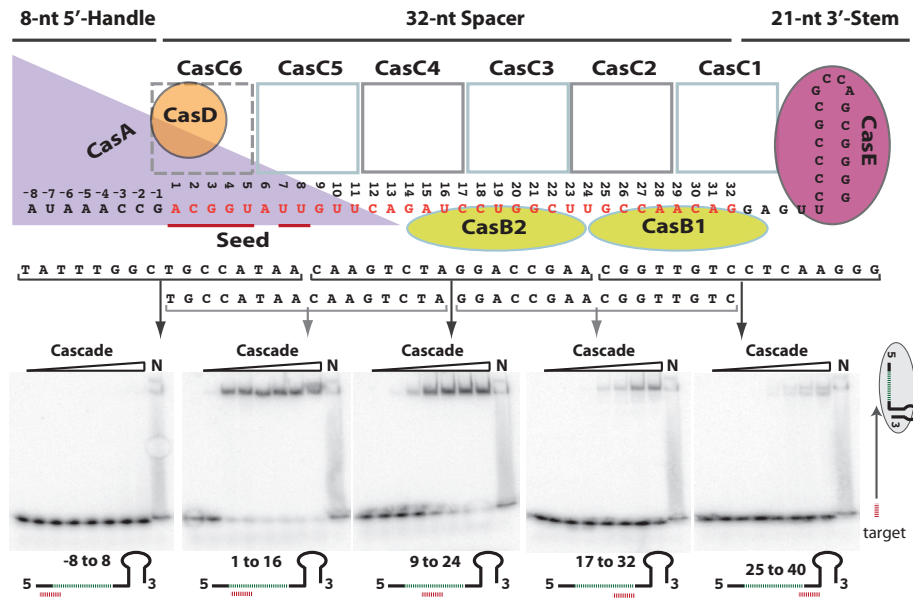 8-nt 5′-Handle 32-nt Spacer 21-nt 3′-Stem
CasC6 CasC5 CasC4 CasC3 CasC2 CasC1
CasD
CasA
CasE
C C A G C G G G G
G C G C C C C U
-8 -7 -6 -5 -4 -3 -2 -1 1 2 3 4 5 6 7 8 9 10 11 12 13 14 15 16 17 18 19 20 21 22 23 24 25 26 27 28 29 30 31 32
A U A A A C C G A C G G U A U U G U U C A G A U C C U G G C U U G C C A A C A G G A G U U
Seed
CasB2 CasB1
T A T T T G G C T G C C A T A A C A A G T C T A G G A C C G A A C G G T T G T C C T C A A G G G
T G C C A T A A C A A G T C T A G G A C C G A A C G G T T G T C
Cascade N Cascade N Cascade N Cascade N Cascade N
5 3
target
-8 to 8 1 to 16 9 to 24 17 to 32 25 to 40
5 3 5 3 5 3 5 3 5 3